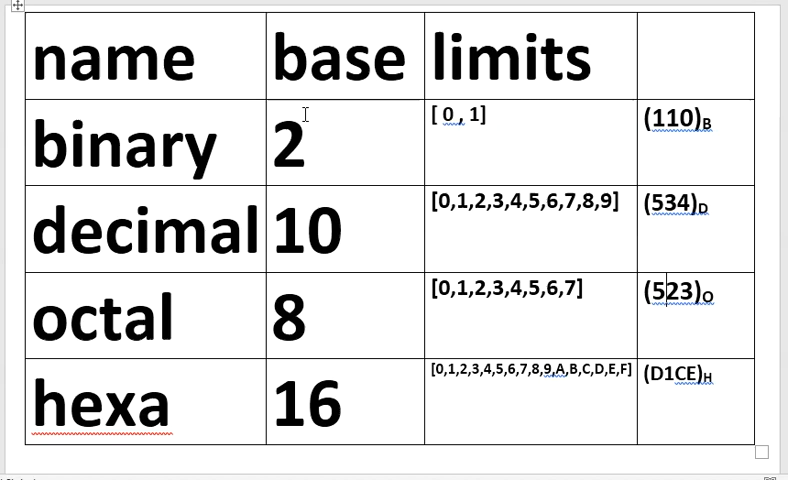 name base limits
binary 2 [ 0 , 1] (110)B
decimal 10 [0,1,2,3,4,5,6,7,8,9] (534)D
octal 8 [0,1,2,3,4,5,6,7] (523)O
hexa 16 [0,1,2,3,4,5,6,7,8,9,A,B,C,D,E,F] (D1CE)H